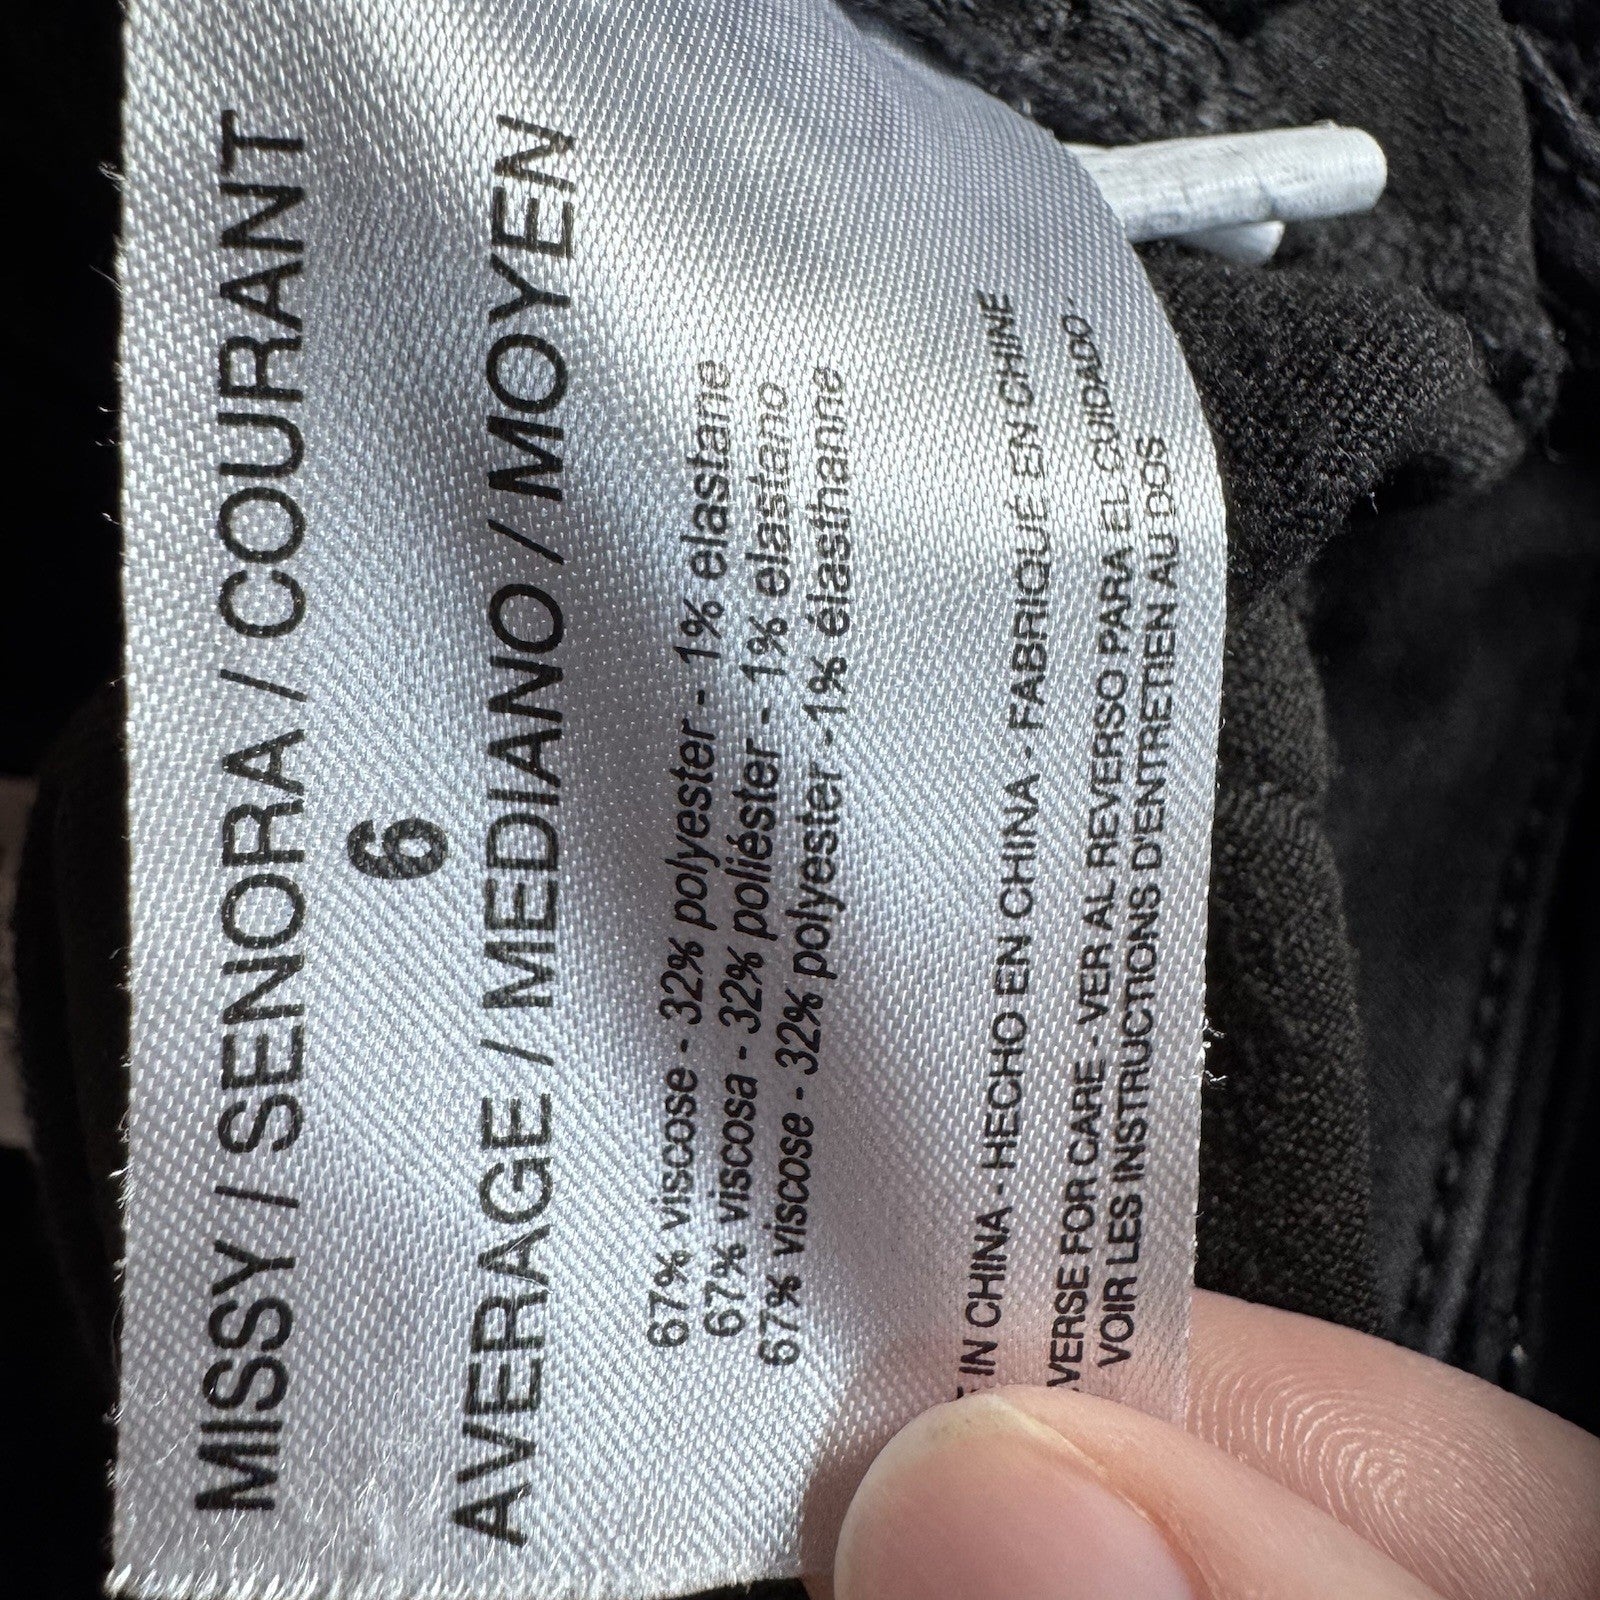 MISSY / SENORA / COURANT
6
AVERAGE / MEDIANO / MOYEN
67% viscose - 32% polyester - 1% elastane
67% viscosa - 32% poliéster - 1% elastano
67% viscose - 32% polyester - 1% élasthanne
IN CHINA - HECHO EN CHINA - FABRIQUÉ EN CHINE
VERSE FOR CARE - VER AL REVERSO PARA EL CUIDADO -
VOIR LES INSTRUCTIONS D'ENTRETIEN AU DOS